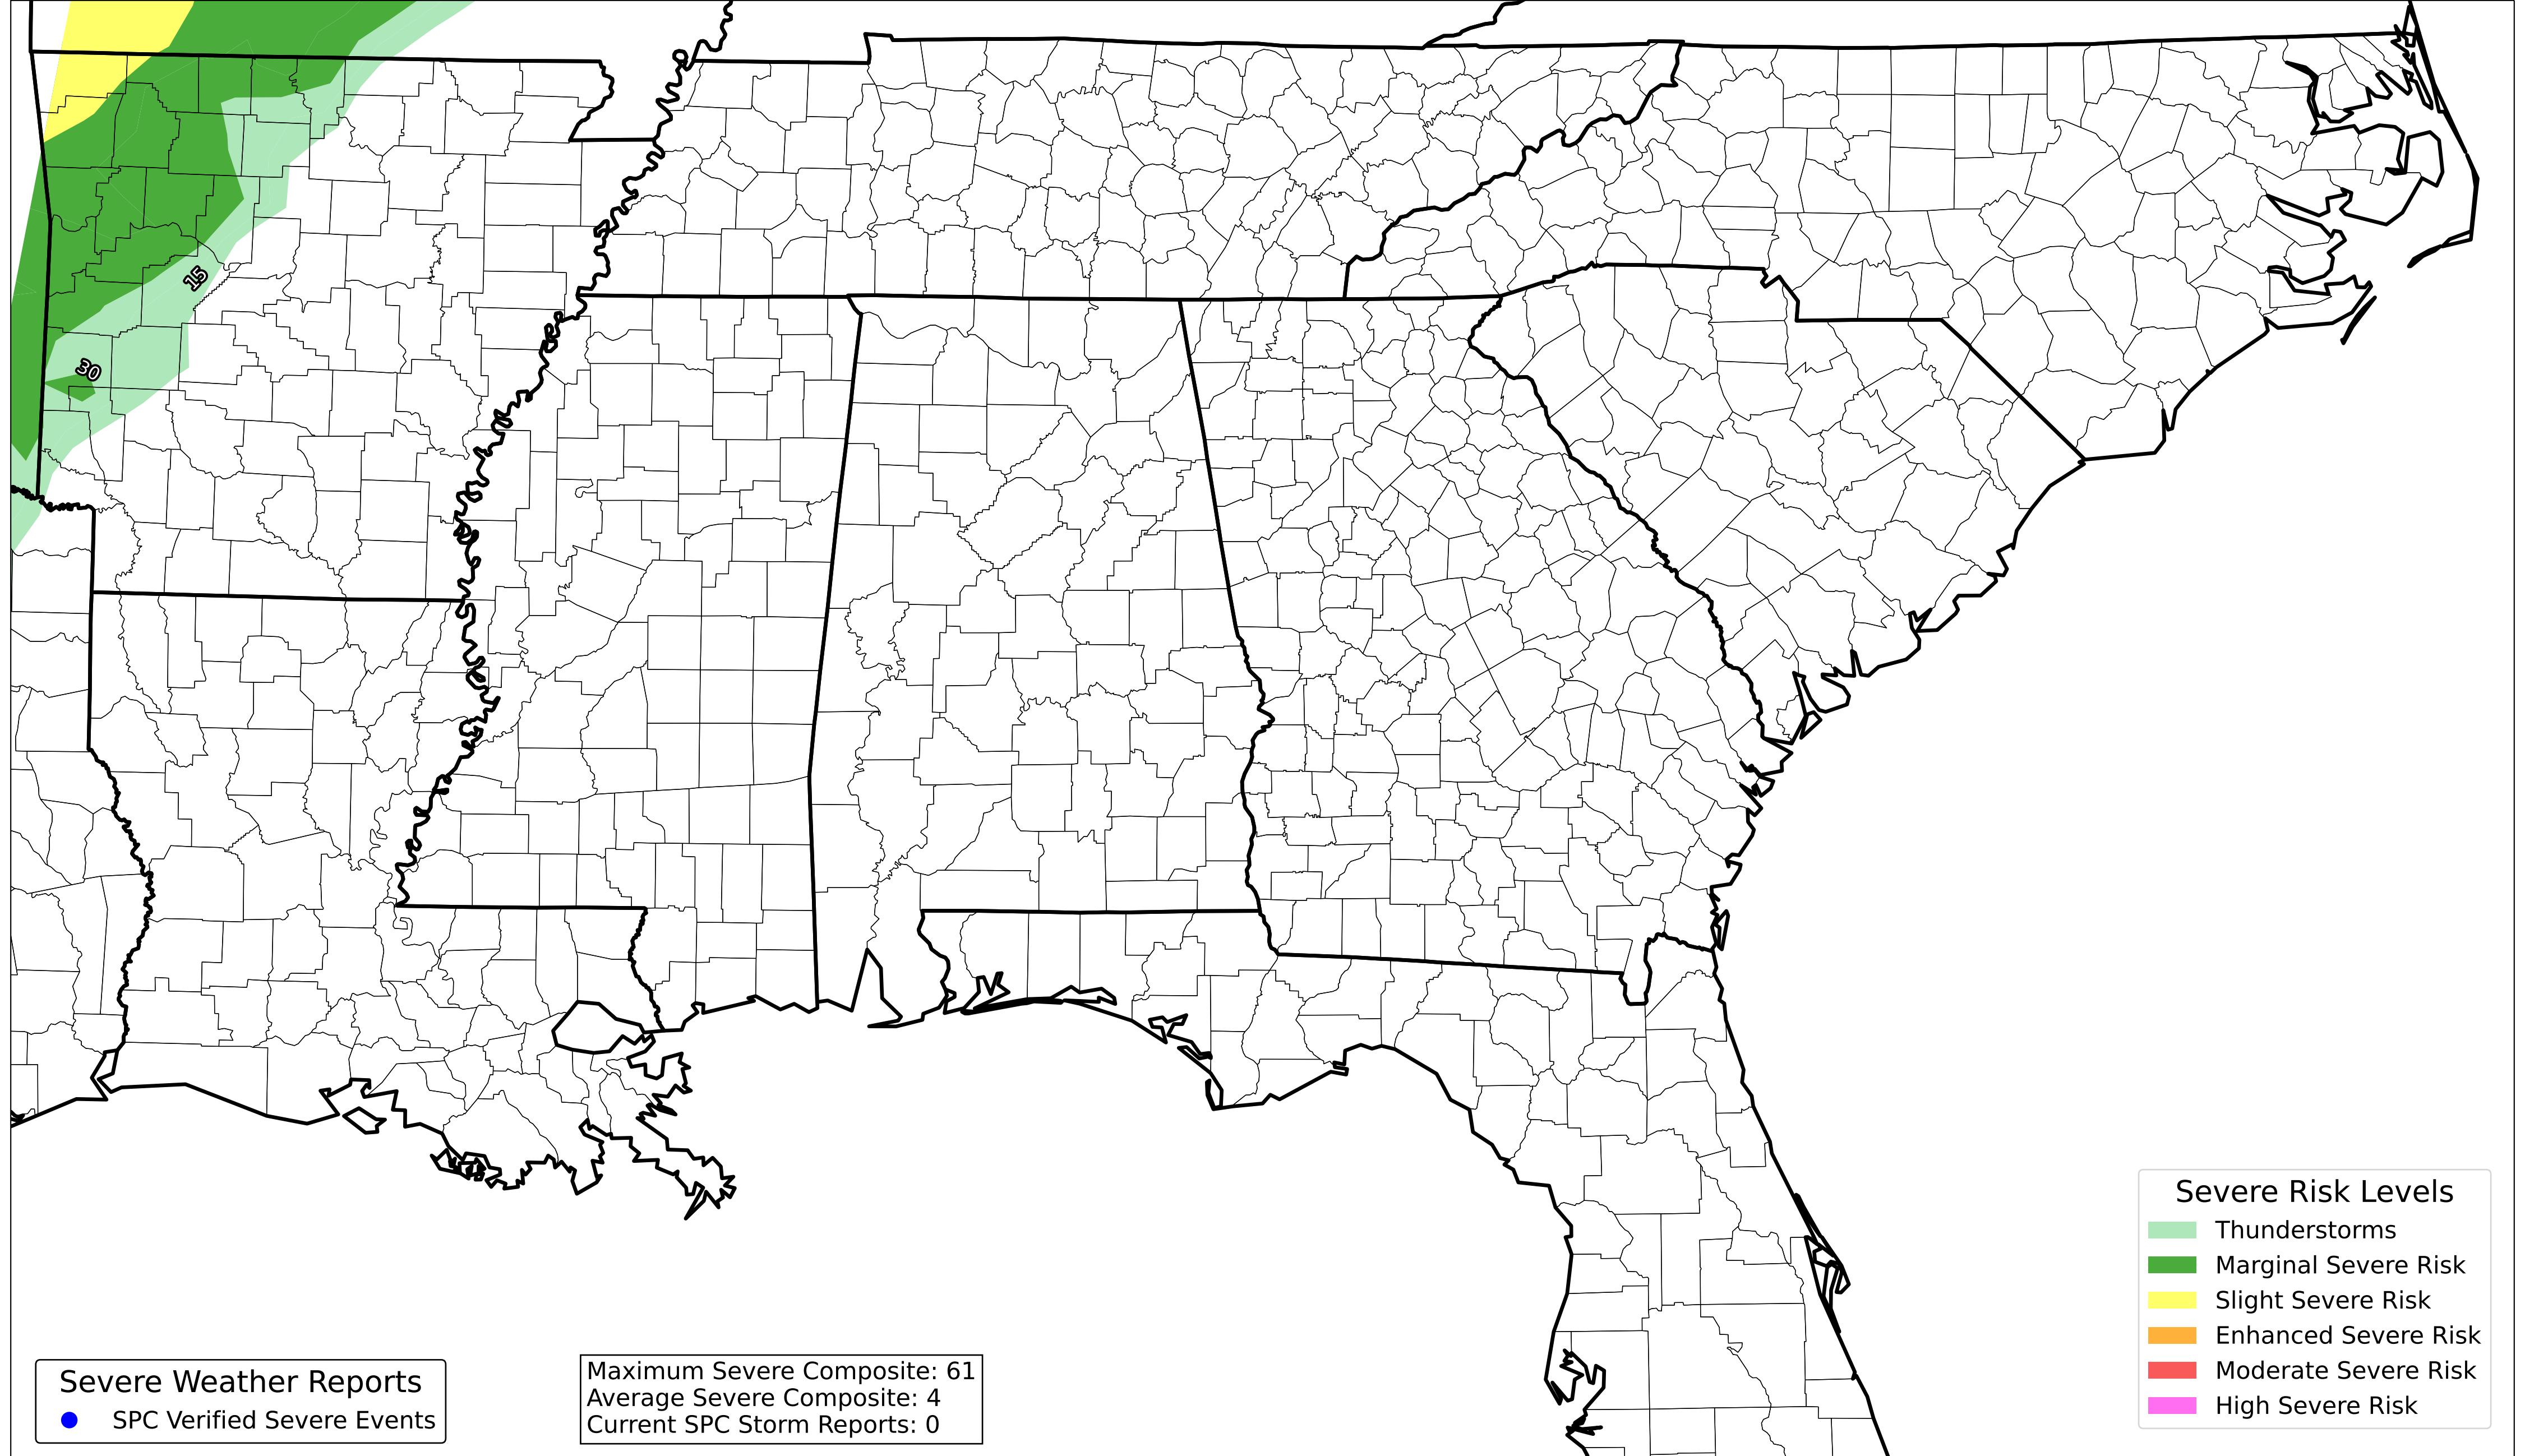 15
30
Severe Risk Levels
Thunderstorms
Marginal Severe Risk
Slight Severe Risk
Enhanced Severe Risk
Moderate Severe Risk
High Severe Risk
Severe Weather Reports
SPC Verified Severe Events
Maximum Severe Composite: 61
Average Severe Composite: 4
Current SPC Storm Reports: 0